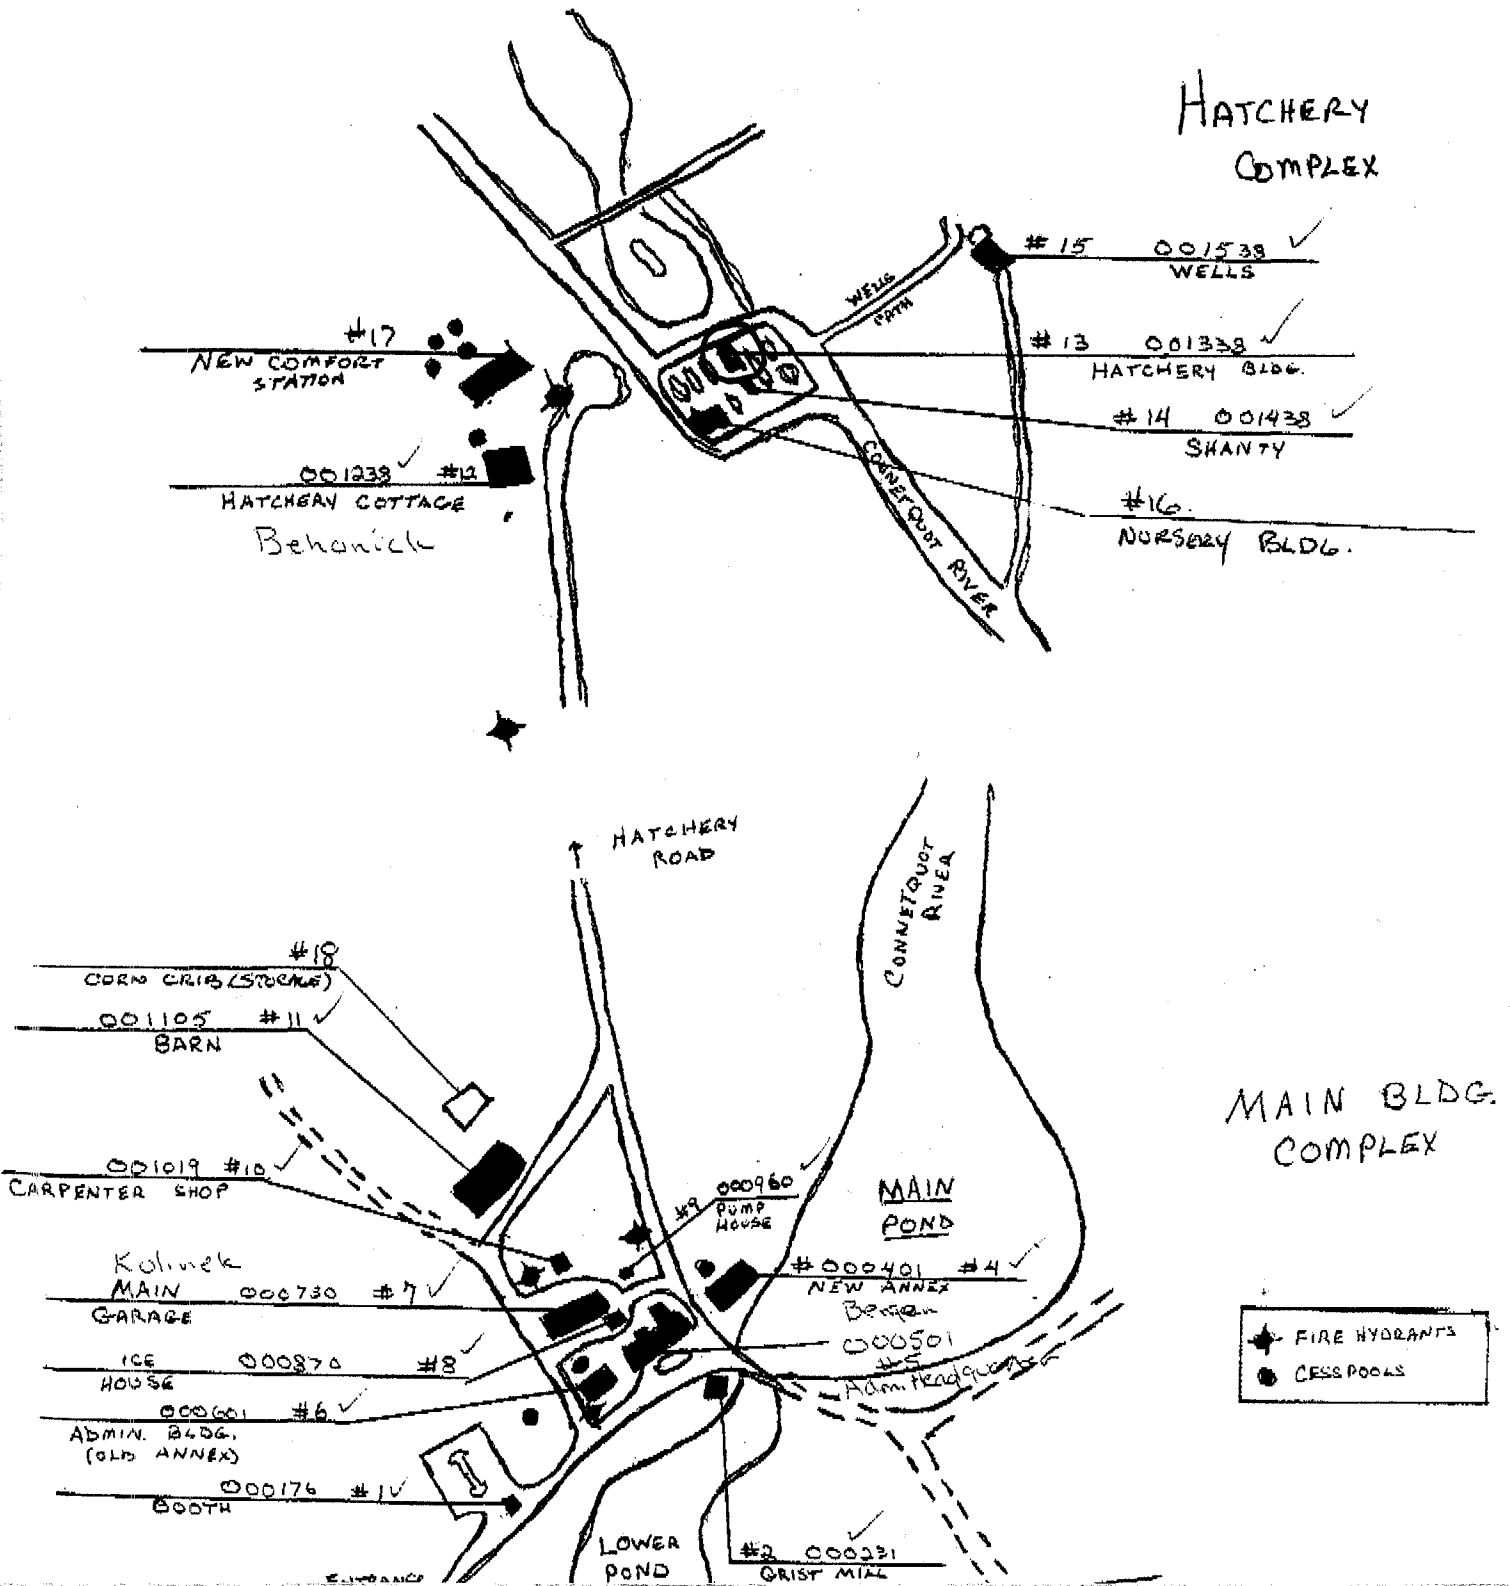 HATCHERY
COMPLEX
#15 001538
WELLS
WELLS
PATH
#17
NEW COMFORT
STATION
#13 001338
HATCHERY BLDG.
#14 001438
SHANTY
001238 #12
HATCHERY COTTAGE
Behanick
#16.
NURSERY BLDG.
CONNETQUOT RIVER
HATCHERY
ROAD
CONNETQUOT
RIVER
#18
CORN CRIB (STORAGE)
001105 #11
BARN
MAIN BLDG.
COMPLEX
001019 #10
CARPENTER SHOP
#9 000960
PUMP
HOUSE
MAIN
POND
Kolinek
MAIN 000730 #7
GARAGE
#000401 #4
NEW ANNEX
Bergen
000501
#5
Adm. Headquarters
ICE 000870 #8
HOUSE
000601 #6
ADMIN. BLDG.
(OLD ANNEX)
FIRE HYDRANTS
CESSPOOLS
000176 #1
BOOTH
LOWER
POND
#2 000231
GRIST MILL
ENTRANCE